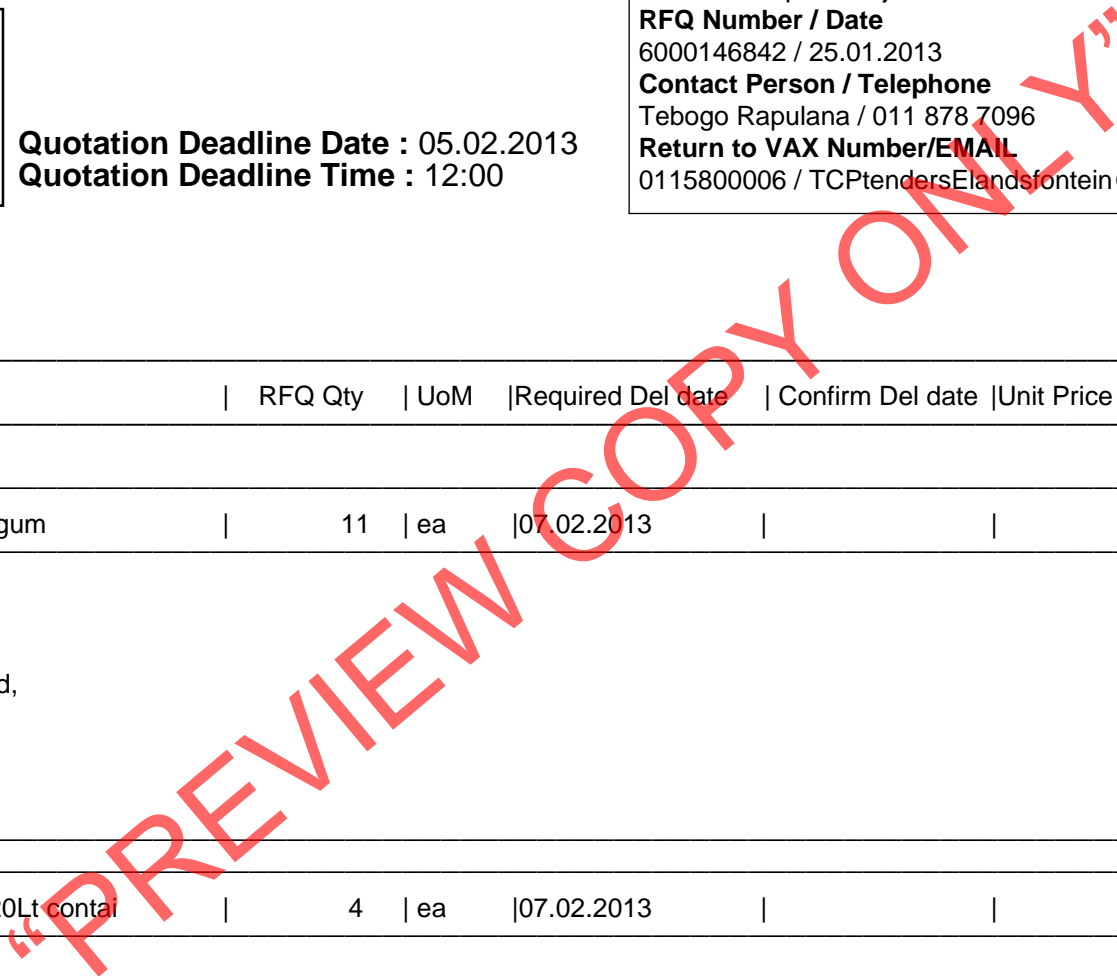 RFQ Number / Date
6000146842 / 25.01.2013
Contact Person / Telephone
Tebogo Rapulana / 011 878 7096
Return to VAX Number/EMAIL
0115800006 / TCPtendersElandsfontein
Quotation Deadline Date : 05.02.2013
Quotation Deadline Time : 12:00
| RFQ Qty | UoM |Required Del date | Confirm Del date |Unit Price
gum | 11 | ea |07.02.2013 | |
d,
0Lt contai | 4 | ea |07.02.2013 | |
“PREVIEW COPY ONLY”